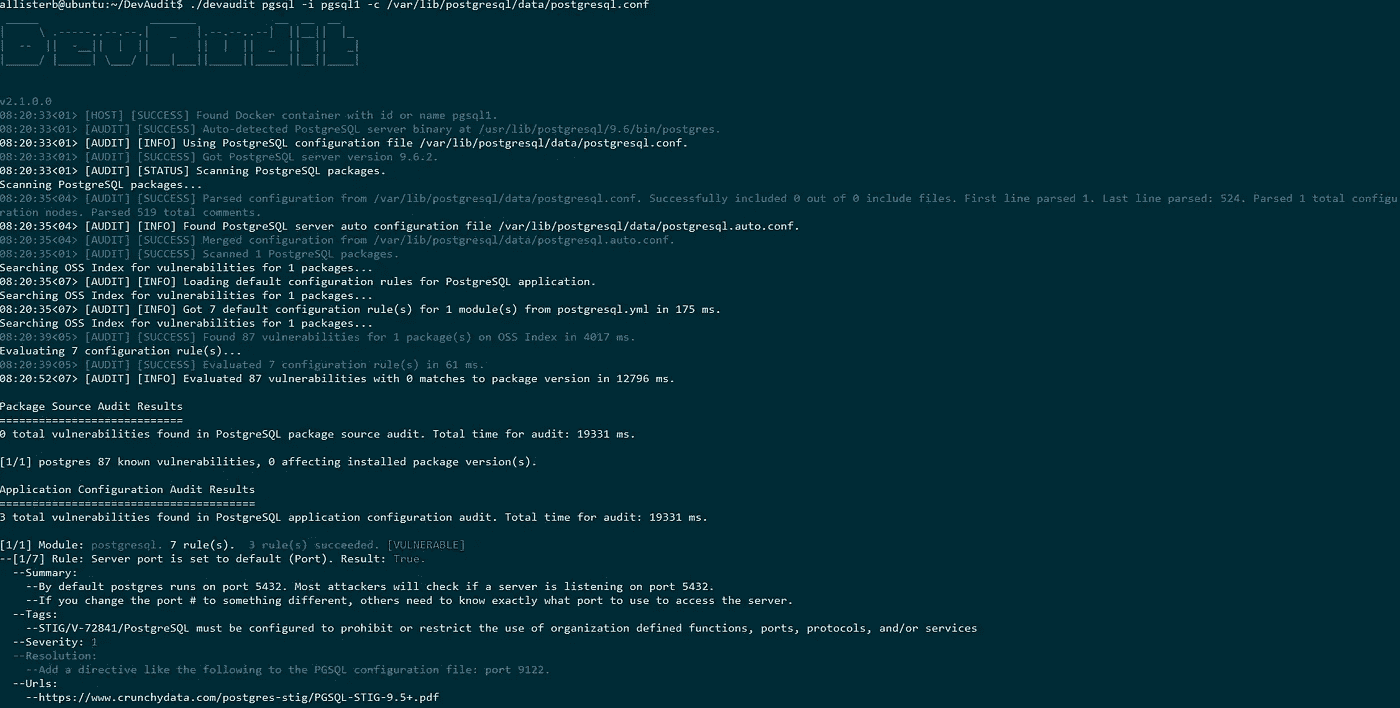 allisterb@ubuntu:~/DevAudit$ ./devaudit pgsql -i pgsql1 -c /var/lib/postgresql/data/postgresql.conf
DevAudit
v2.1.0.0
08:20:33<01> [HOST] [SUCCESS] Found Docker container with id or name pgsql1.
08:20:33<01> [AUDIT] [SUCCESS] Auto-detected PostgreSQL server binary at /usr/lib/postgresql/9.6/bin/postgres.
08:20:33<01> [AUDIT] [INFO] Using PostgreSQL configuration file /var/lib/postgresql/data/postgresql.conf.
08:20:33<01> [AUDIT] [SUCCESS] Got PostgreSQL server version 9.6.2.
08:20:33<01> [AUDIT] [STATUS] Scanning PostgreSQL packages.
Scanning PostgreSQL packages...
08:20:35<04> [AUDIT] [SUCCESS] Parsed configuration from /var/lib/postgresql/data/postgresql.conf. Successfully included 0 out of 0 include files. First line parsed 1. Last line parsed: 524. Parsed 1 total configu
ration nodes. Parsed 519 total comments.
08:20:35<04> [AUDIT] [INFO] Found PostgreSQL server auto configuration file /var/lib/postgresql/data/postgresql.auto.conf.
08:20:35<04> [AUDIT] [SUCCESS] Merged configuration from /var/lib/postgresql/data/postgresql.auto.conf.
08:20:35<01> [AUDIT] [SUCCESS] Scanned 1 PostgreSQL packages.
Searching OSS Index for vulnerabilities for 1 packages...
08:20:35<07> [AUDIT] [INFO] Loading default configuration rules for PostgreSQL application.
Searching OSS Index for vulnerabilities for 1 packages...
08:20:35<07> [AUDIT] [INFO] Got 7 default configuration rule(s) for 1 module(s) from postgresql.yml in 175 ms.
Searching OSS Index for vulnerabilities for 1 packages...
08:20:39<05> [AUDIT] [SUCCESS] Found 87 vulnerabilities for 1 package(s) on OSS Index in 4017 ms.
Evaluating 7 configuration rule(s)...
08:20:39<05> [AUDIT] [SUCCESS] Evaluated 7 configuration rule(s) in 61 ms.
08:20:52<07> [AUDIT] [INFO] Evaluated 87 vulnerabilities with 0 matches to package version in 12796 ms.
Package Source Audit Results
============================
0 total vulnerabilities found in PostgreSQL package source audit. Total time for audit: 19331 ms.
[1/1] postgres 87 known vulnerabilities, 0 affecting installed package version(s).
Application Configuration Audit Results
=======================================
3 total vulnerabilities found in PostgreSQL application configuration audit. Total time for audit: 19331 ms.
[1/1] Module: postgresql. 7 rule(s).  3 rule(s) succeeded. [VULNERABLE]
--[1/7] Rule: Server port is set to default (Port). Result: True.
--Summary:
--By default postgres runs on port 5432. Most attackers will check if a server is listening on port 5432.
--If you change the port # to something different, others need to know exactly what port to use to access the server.
--Tags:
--STIG/V-72841/PostgreSQL must be configured to prohibit or restrict the use of organization defined functions, ports, protocols, and/or services
--Severity: 1
--Resolution:
--Add a directive like the following to the PGSQL configuration file: port 9122.
--Urls:
--https://www.crunchydata.com/postgres-stig/PGSQL-STIG-9.5+.pdf